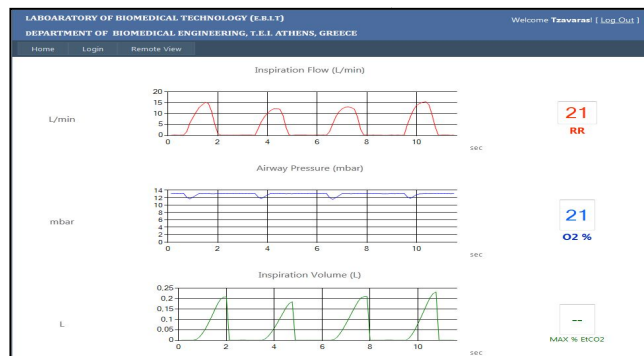 LABOARATORY OF BIOMEDICAL TECHNOLOGY (E.B.I.T)
Welcome Tzavaras! [ Log Out ]
DEPARTMENT OF BIOMEDICAL ENGINEERING, T.E.I. ATHENS, GREECE
Home Login Remote View
Inspiration Flow (L/min)
L/min
20
15
10
5
0
0 2 4 6 8 10
sec
21
RR
Airway Pressure (mbar)
mbar
14
13
12
11
10
9
8
6
4
2
0
0 2 4 6 8 10
sec
21
O2 %
Inspiration Volume (L)
L
0,25
0,2
0,15
0,1
0,05
0
0 2 4 6 8 10
sec
--
MAX % EtCO2